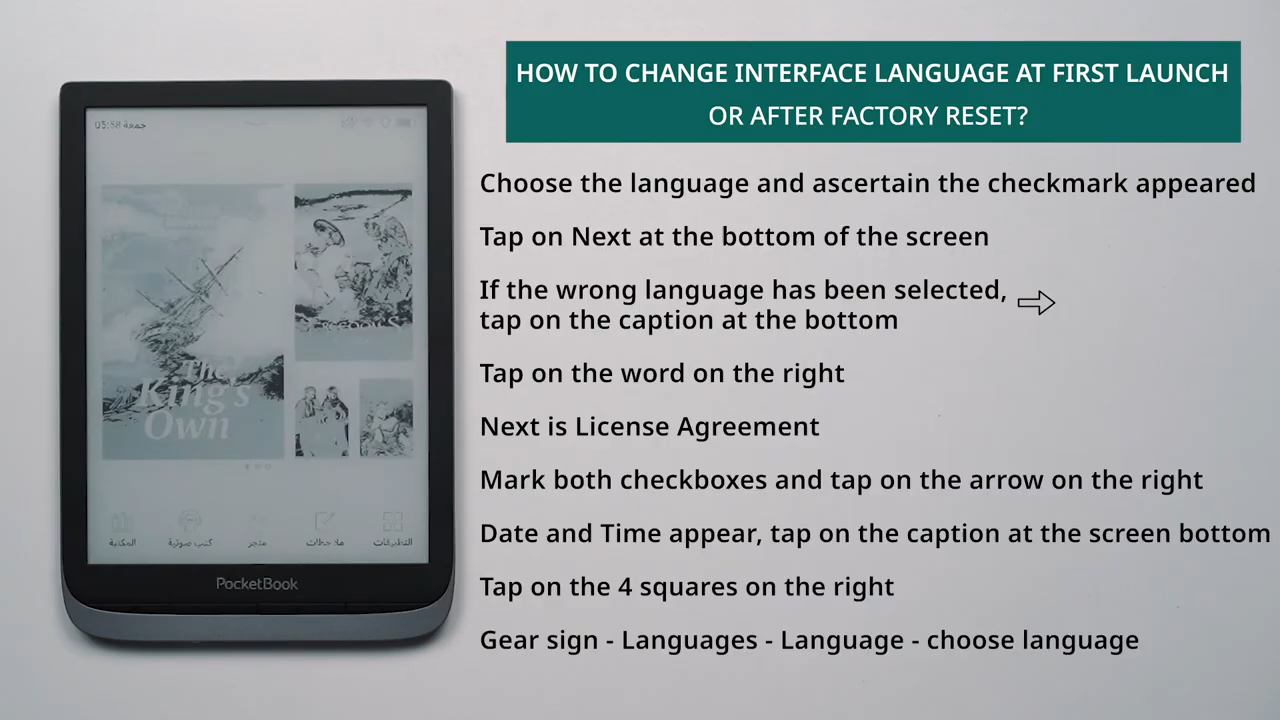 HOW TO CHANGE INTERFACE LANGUAGE AT FIRST LAUNCH
OR AFTER FACTORY RESET?
Choose the language and ascertain the checkmark appeared
Tap on Next at the bottom of the screen
If the wrong language has been selected,
tap on the caption at the bottom
Tap on the word on the right
Next is License Agreement
Mark both checkboxes and tap on the arrow on the right
Date and Time appear, tap on the caption at the screen bottom
Tap on the 4 squares on the right
Gear sign - Languages - Language - choose language
05:58 جمعة
The
King's
Own
المكتبة
كتب صوتية
متجر
ملاحظات
التطبيقات
PocketBook